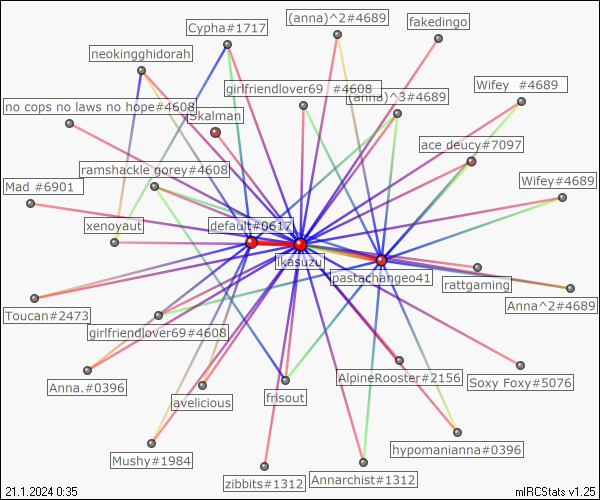 (anna)^2#4689
fakedingo
Cypha#1717
neokingghidorah
girlfriendlover69 #4608
Wifey #4689
(anna)^3#4689
no cops no laws no hope#4608
Skalman
ace deucy#7097
ramshackle gorey#4608
Mad #6901
Wifey#4689
xenoyaut
default#0617
ikasuzu
pastachangeo41
rattgaming
Anna^2#4689
Toucan#2473
girlfriendlover69#4608
Anna.#0396
AlpineRooster#2156
Soxy Foxy#5076
avelicious
frisout
hypomanianna#0396
Mushy#1984
zibbits#1312
Annarchist#1312
21.1.2024 0:35
mIRCStats v1.25